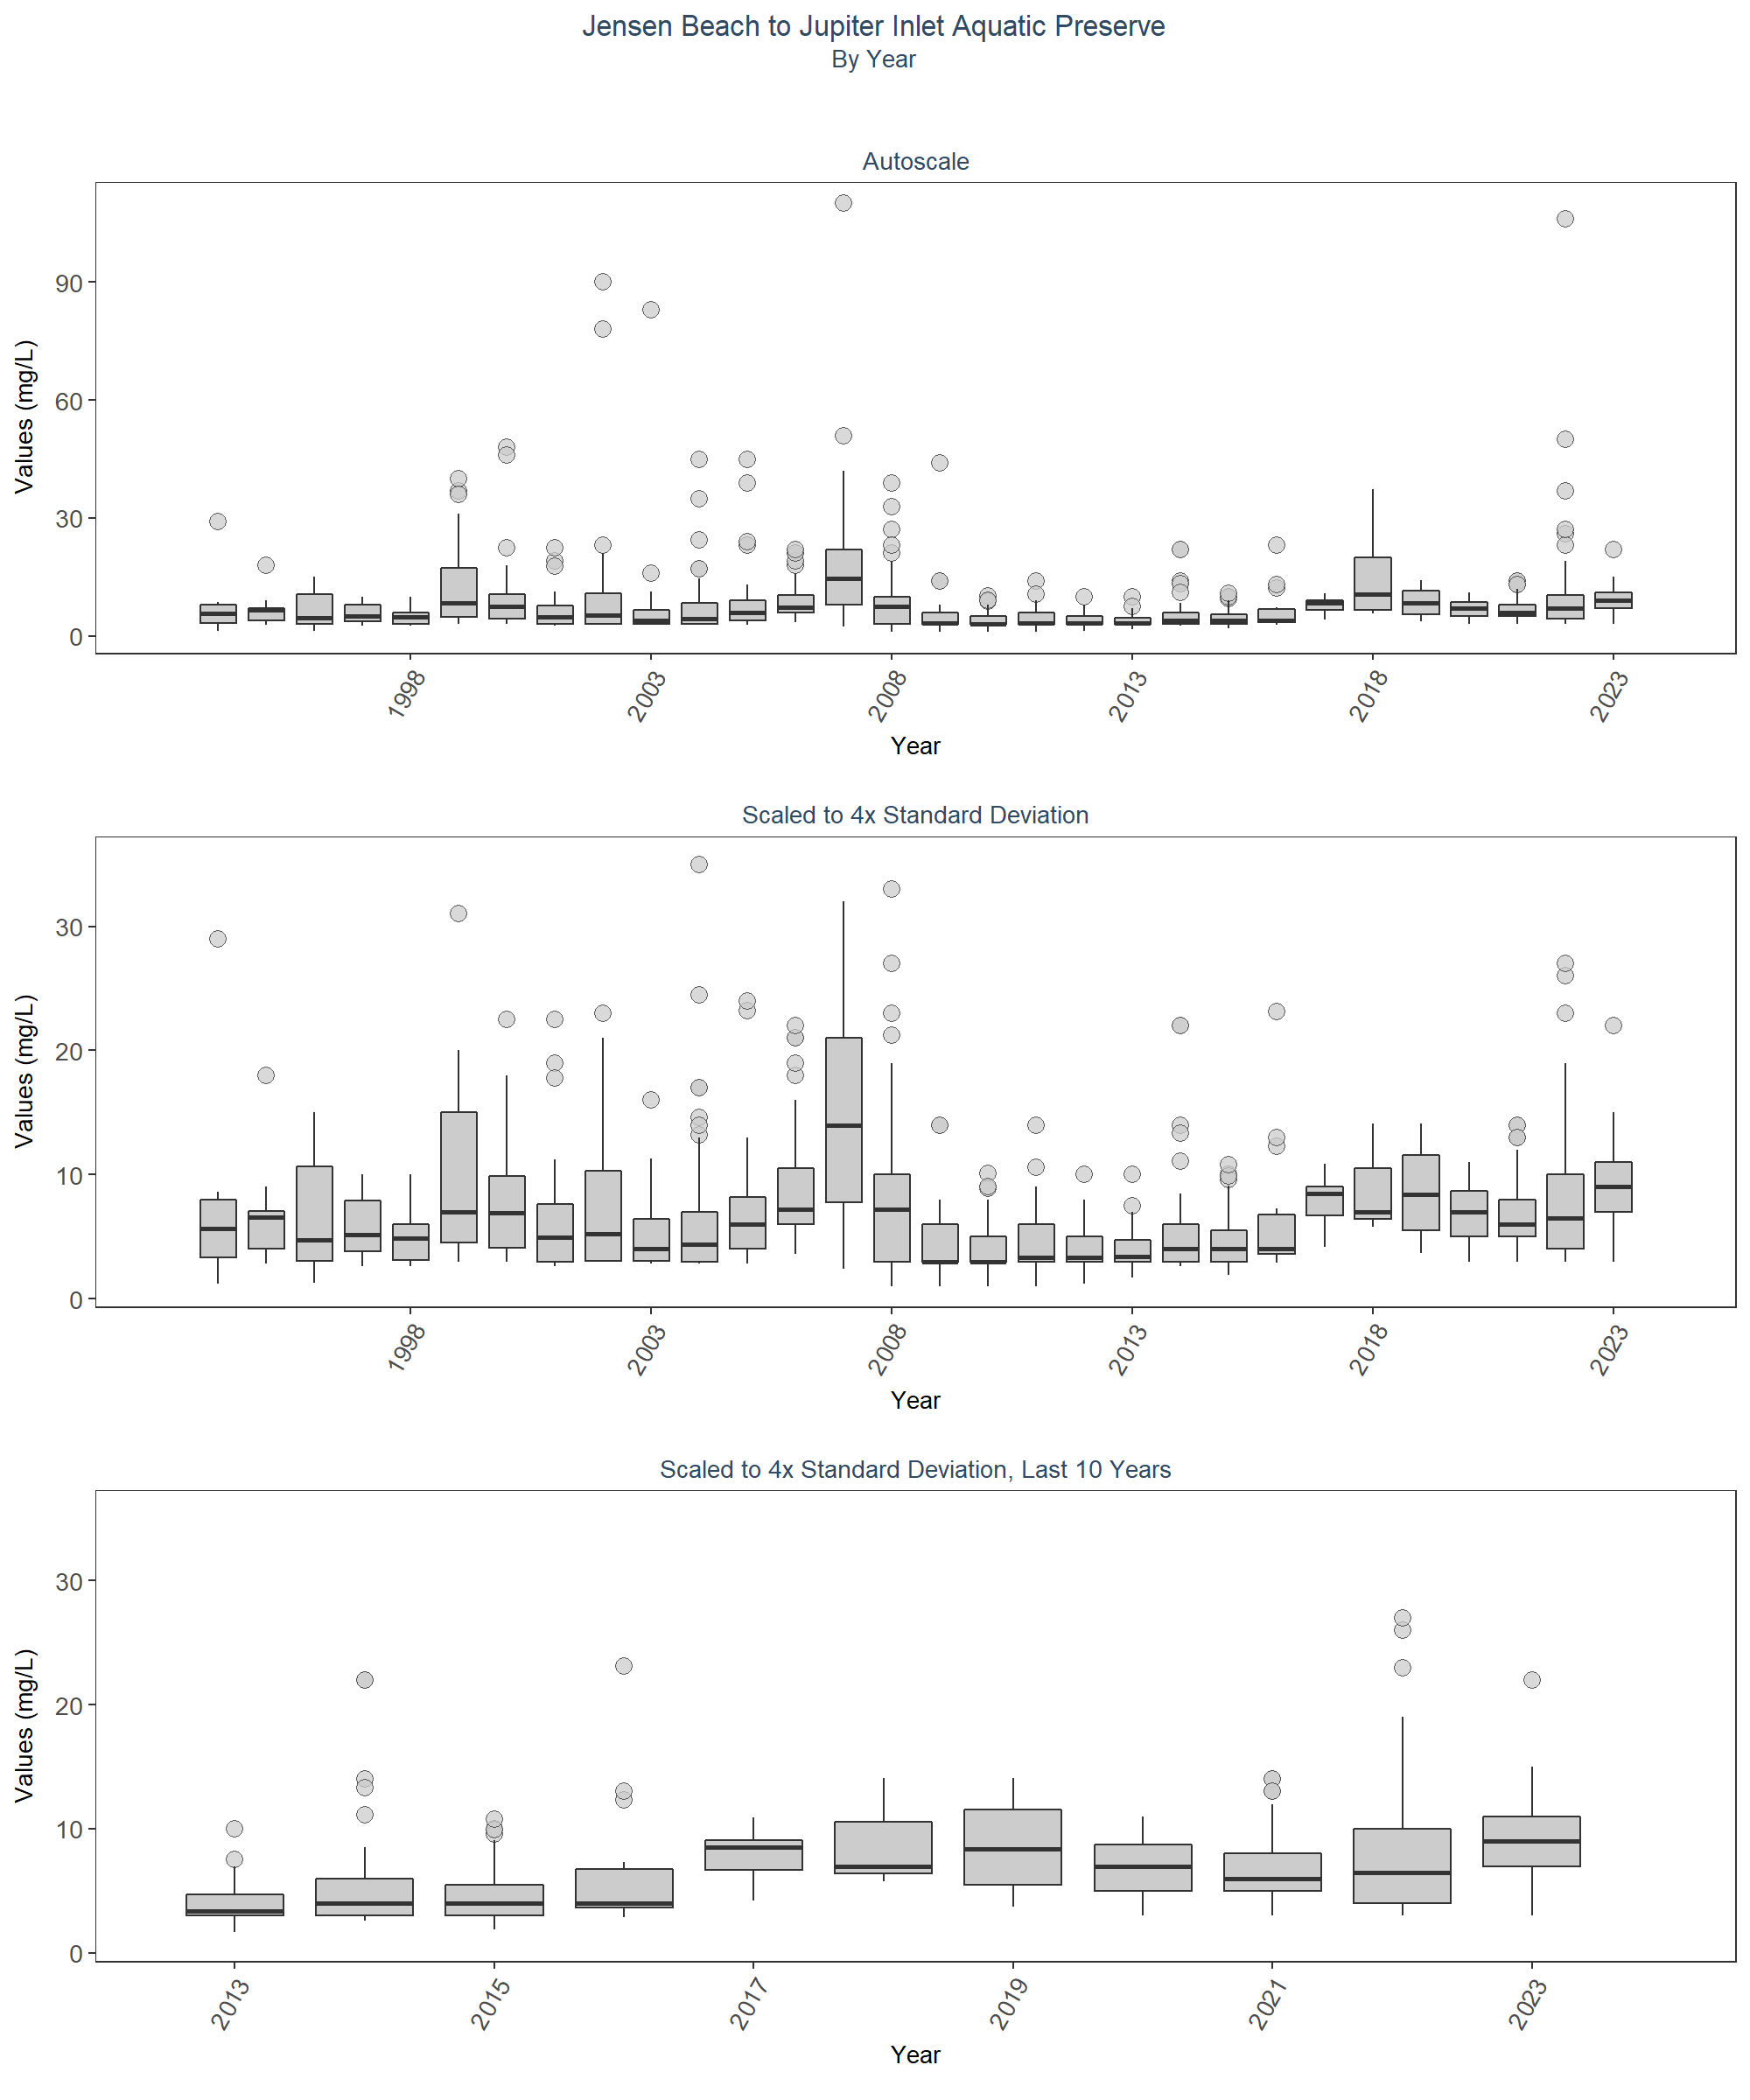 Jensen Beach to Jupiter Inlet Aquatic Preserve
By Year
Autoscale
Values (mg/L)
90
60
30
0
1998
2003
2008
2013
2018
2023
Year
Scaled to 4x Standard Deviation
Values (mg/L)
30
20
10
0
1998
2003
2008
2013
2018
2023
Year
Scaled to 4x Standard Deviation, Last 10 Years
Values (mg/L)
30
20
10
0
2013
2015
2017
2019
2021
2023
Year